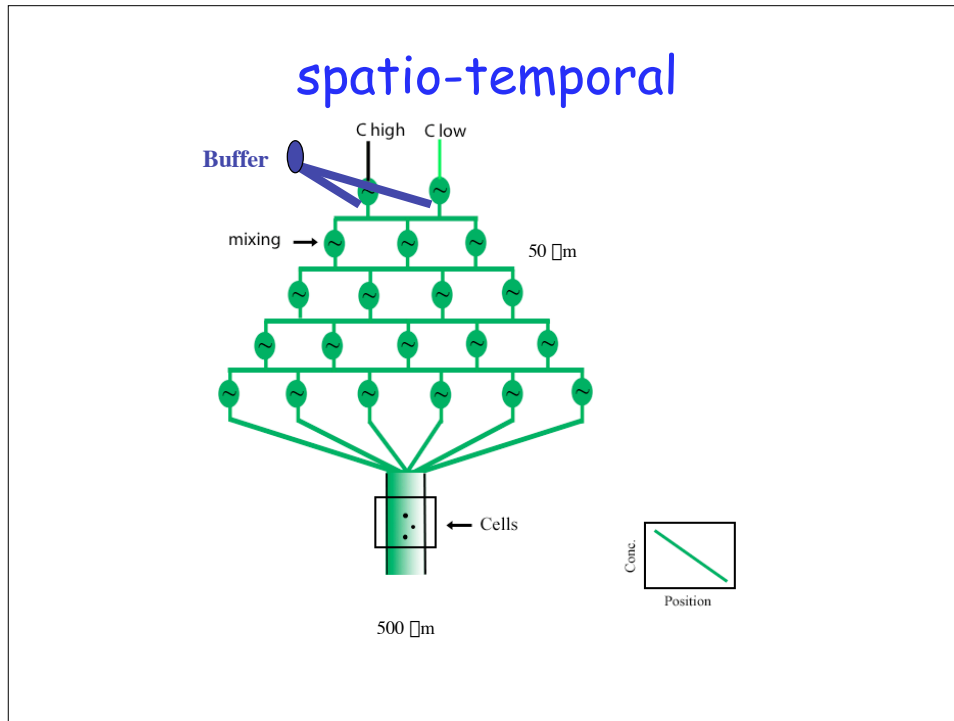 spatio-temporal
C high C low
Buffer
mixing
50 □m
Cells
Conc.
Position
500 □m